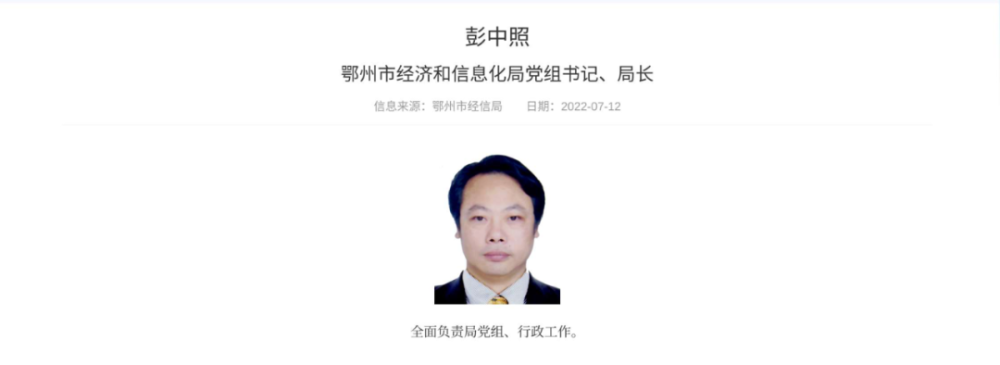 彭中照
鄂州市经济和信息化局党组书记、局长
信息来源：鄂州市经信局 日期：2022-07-12
全面负责局党组、行政工作。